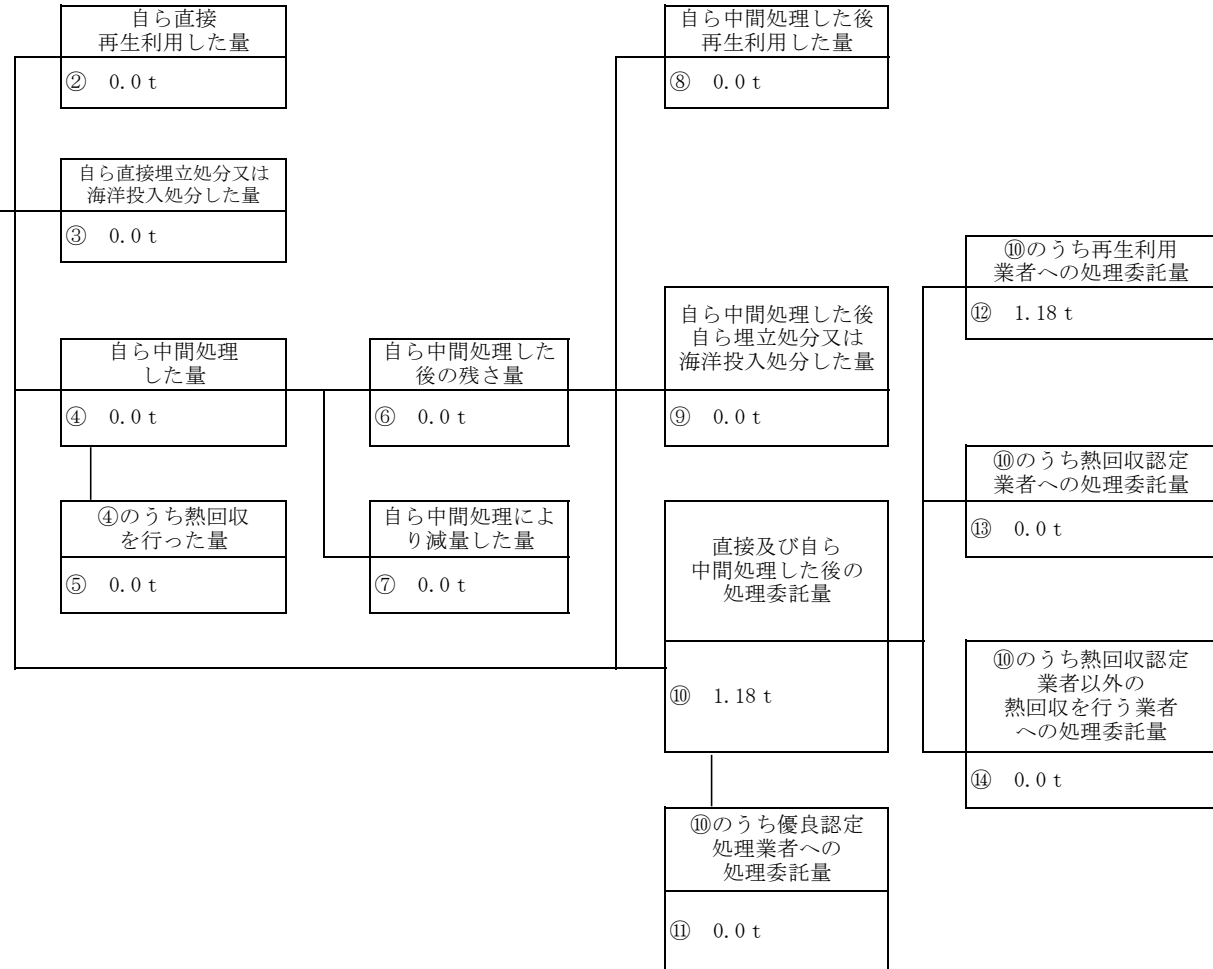 自ら直接
再生利用した量
② 0.0 t
自ら中間処理した後
再生利用した量
⑧ 0.0 t
自ら直接埋立処分又は
海洋投入処分した量
③ 0.0 t
⑩のうち再生利用
業者への処理委託量
⑫ 1.18 t
自ら中間処理
した量
④ 0.0 t
自ら中間処理した
後の残さ量
⑥ 0.0 t
自ら中間処理した後
自ら埋立処分又は
海洋投入処分した量
⑨ 0.0 t
⑩のうち熱回収認定
業者への処理委託量
⑬ 0.0 t
④のうち熱回収
を行った量
⑤ 0.0 t
自ら中間処理によ
り減量した量
⑦ 0.0 t
直接及び自ら
中間処理した後の
処理委託量
⑩ 1.18 t
⑩のうち熱回収認定
業者以外の
熱回収を行う業者
への処理委託量
⑭ 0.0 t
⑩のうち優良認定
処理業者への
処理委託量
⑪ 0.0 t